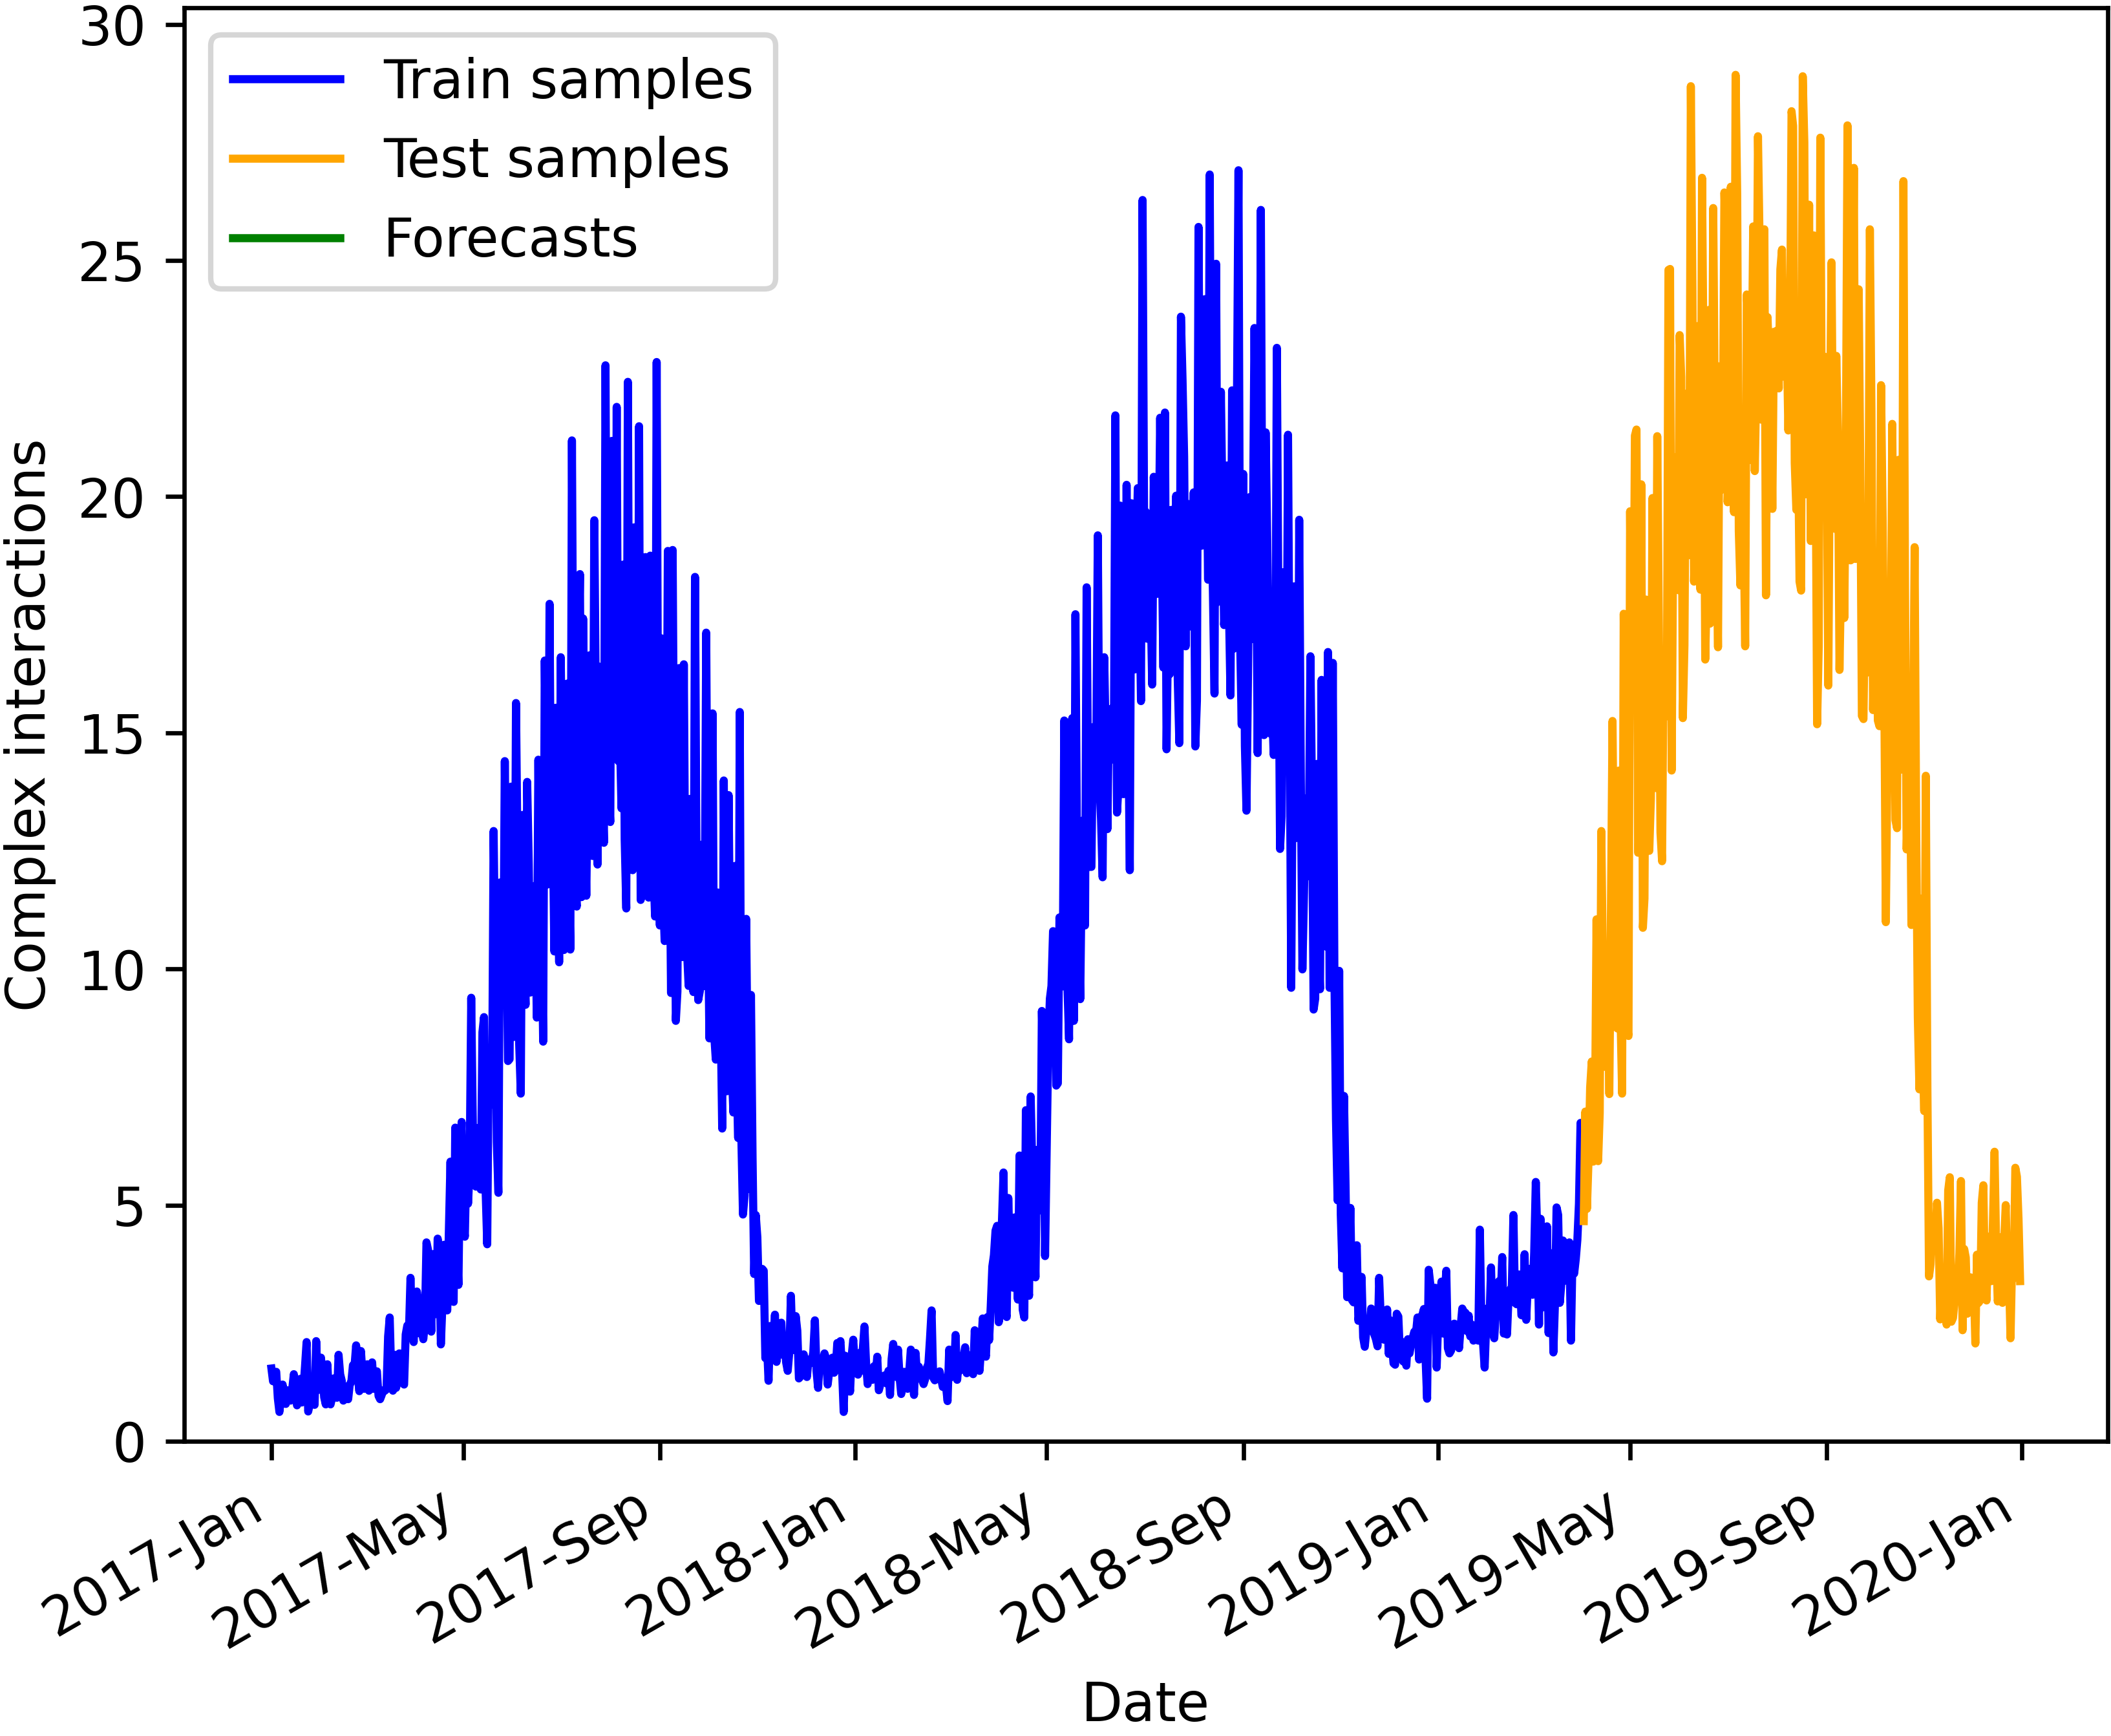 30
25
20
15
10
5
0
Complex interactions
Train samples
Test samples
Forecasts
2017-Jan
2017-May
2017-Sep
2018-Jan
2018-May
2018-Sep
2019-Jan
2019-May
2019-Sep
2020-Jan
Date